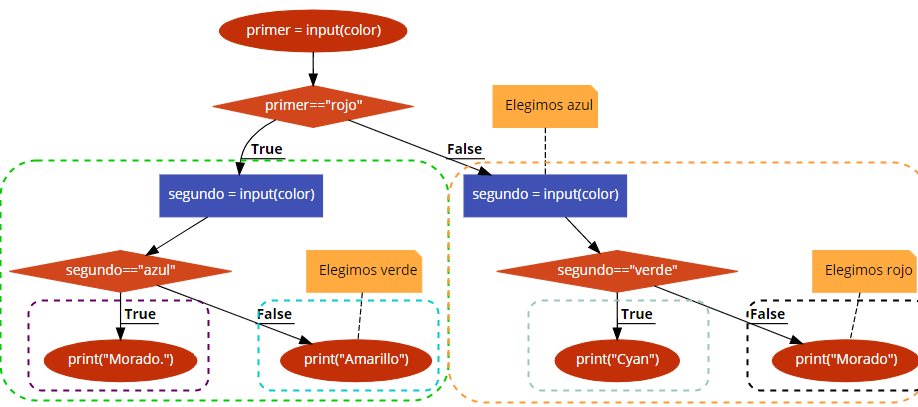 primer = input(color)
primer=="rojo"
Elegimos azul
True
False
segundo = input(color)
segundo = input(color)
segundo=="azul"
Elegimos verde
segundo=="verde"
Elegimos rojo
True
False
True
False
print("Morado.")
print("Amarillo")
print("Cyan")
print("Morado")